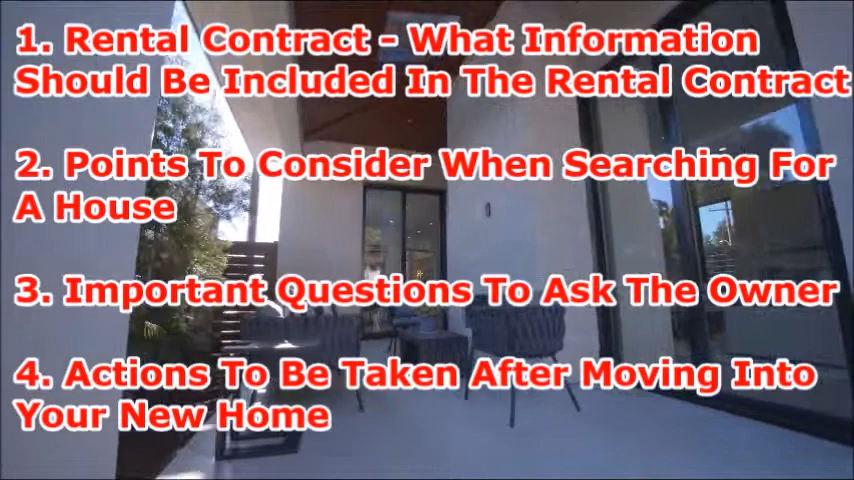 1. Rental Contract - What Information
Should Be Included In The Rental Contract
2. Points To Consider When Searching For
A House
3. Important Questions To Ask The Owner
4. Actions To Be Taken After Moving Into
Your New Home